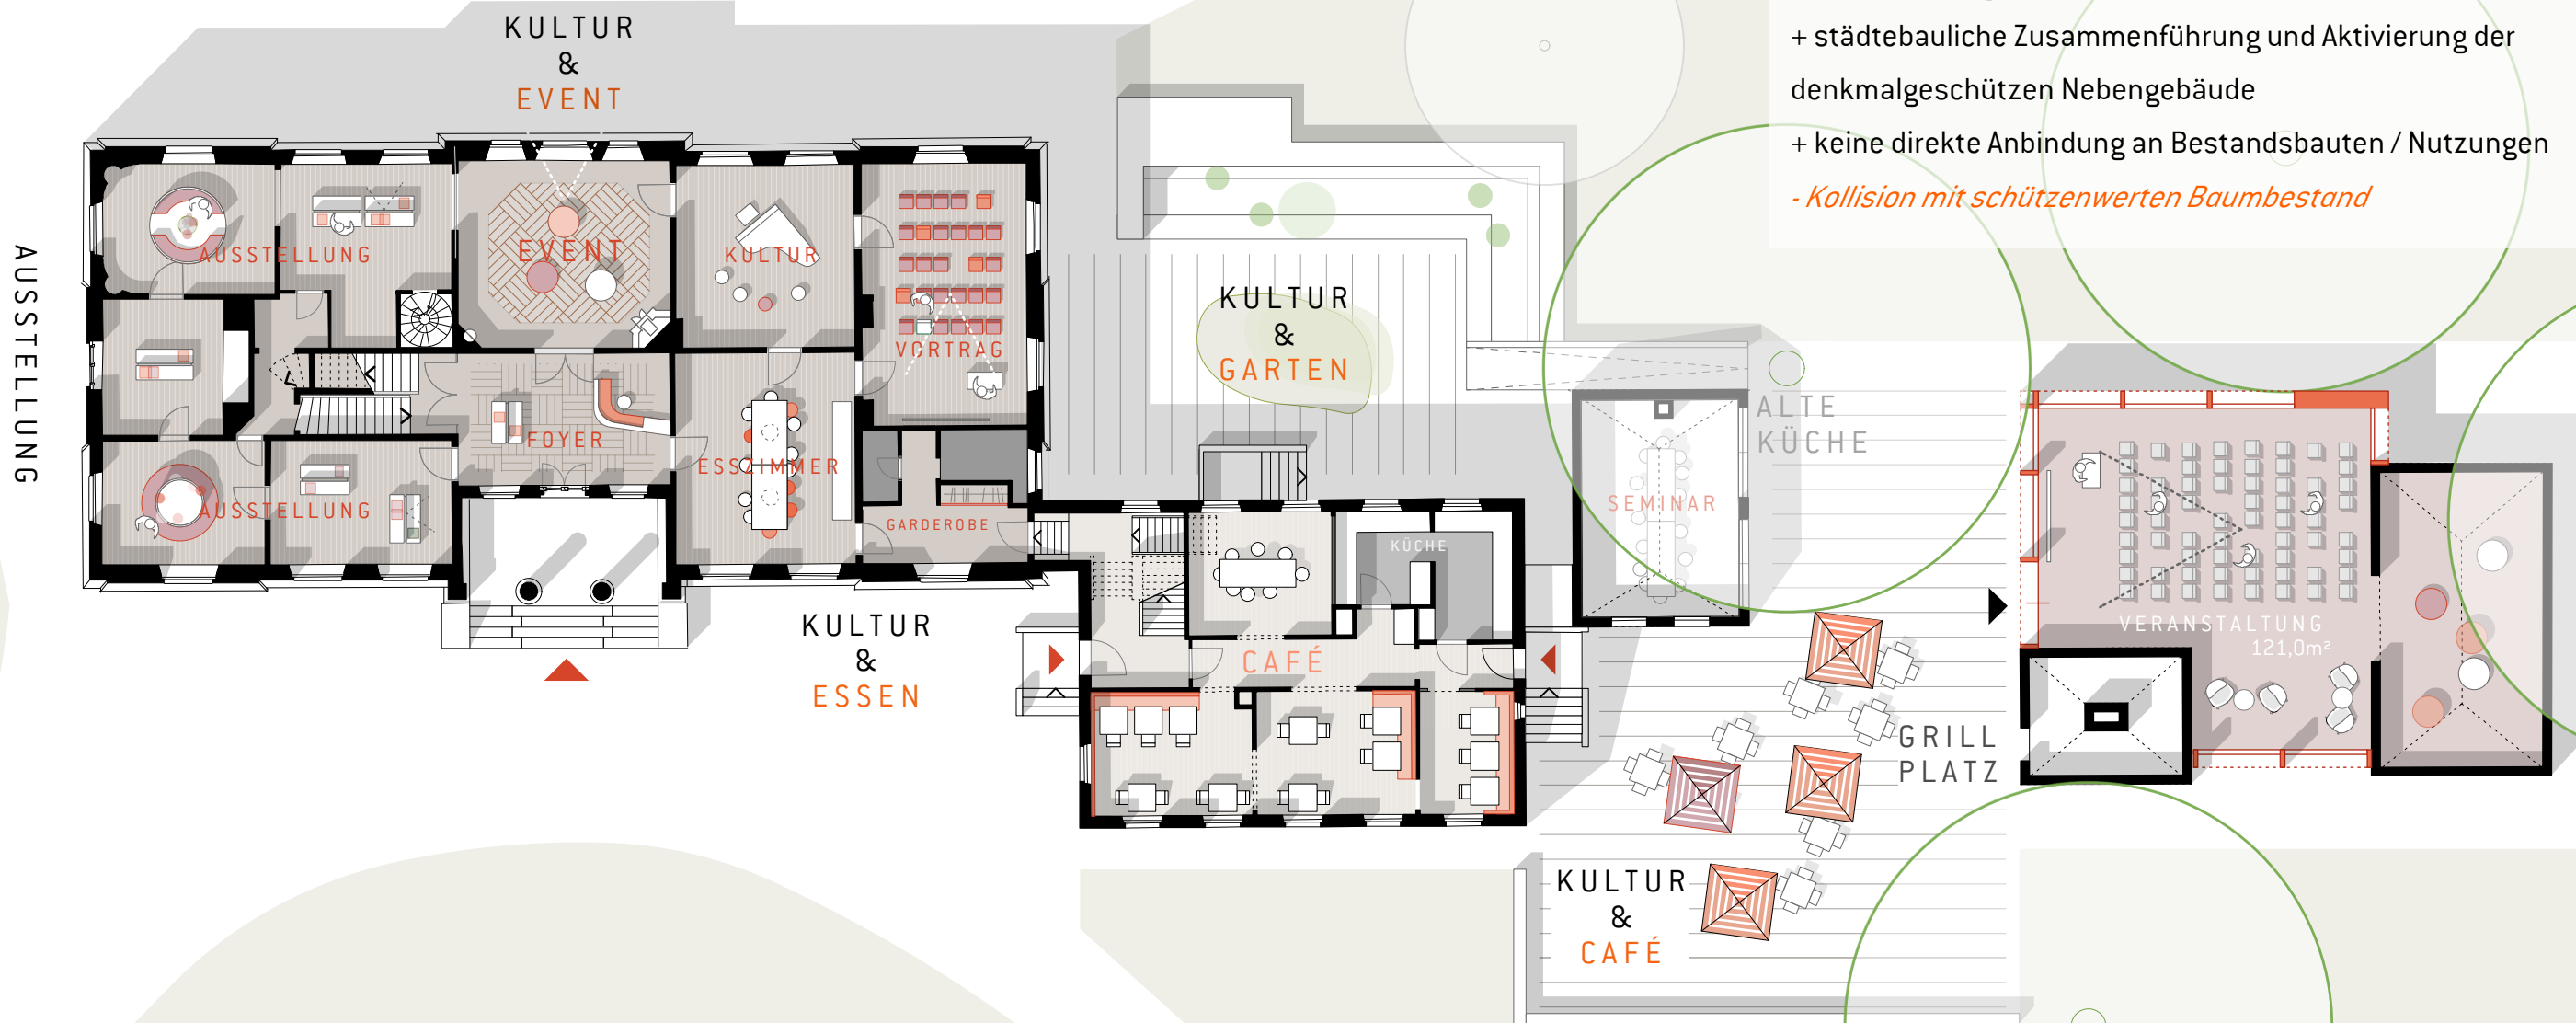 KULTUR
&
EVENT
+ städtebauliche Zusammenführung und Aktivierung der
denkmalgeschützen Nebengebäude
+ keine direkte Anbindung an Bestandsbauten / Nutzungen
- Kollision mit schützenwerten Baumbestand
AUSSTELLUNG
AUSSTELLUNG
EVENT
KULTUR
VORTRAG
KULTUR
&
GARTEN
FOYER
ESSZIMMER
AUSSTELLUNG
GARDEROBE
KÜCHE
CAFÉ
ALTE
KÜCHE
SEMINAR
VERANSTALTUNG
121,0m²
KULTUR
&
ESSEN
GRILL
PLATZ
KULTUR
&
CAFÉ